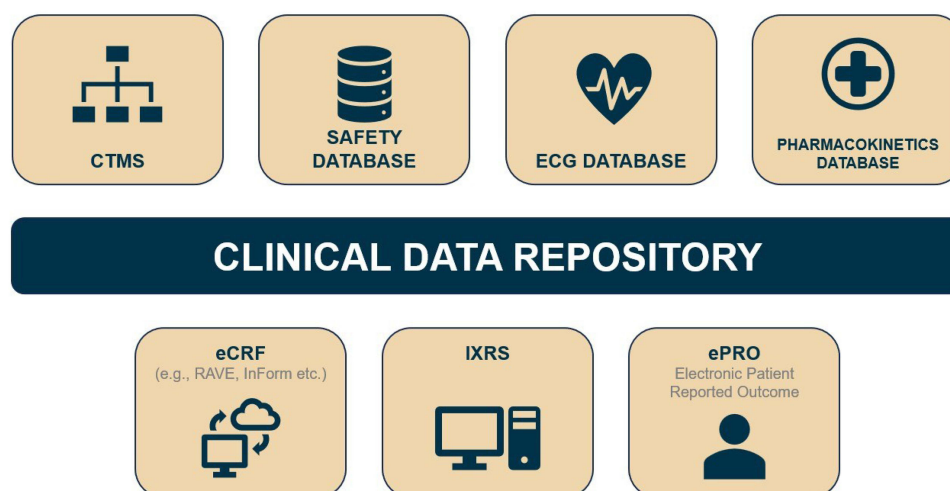 CTMS
SAFETY
DATABASE
ECG DATABASE
PHARMACOKINETICS
DATABASE
CLINICAL DATA REPOSITORY
eCRF
(e.g., RAVE, InForm etc.)
IXRS
ePRO
Electronic Patient
Reported Outcome